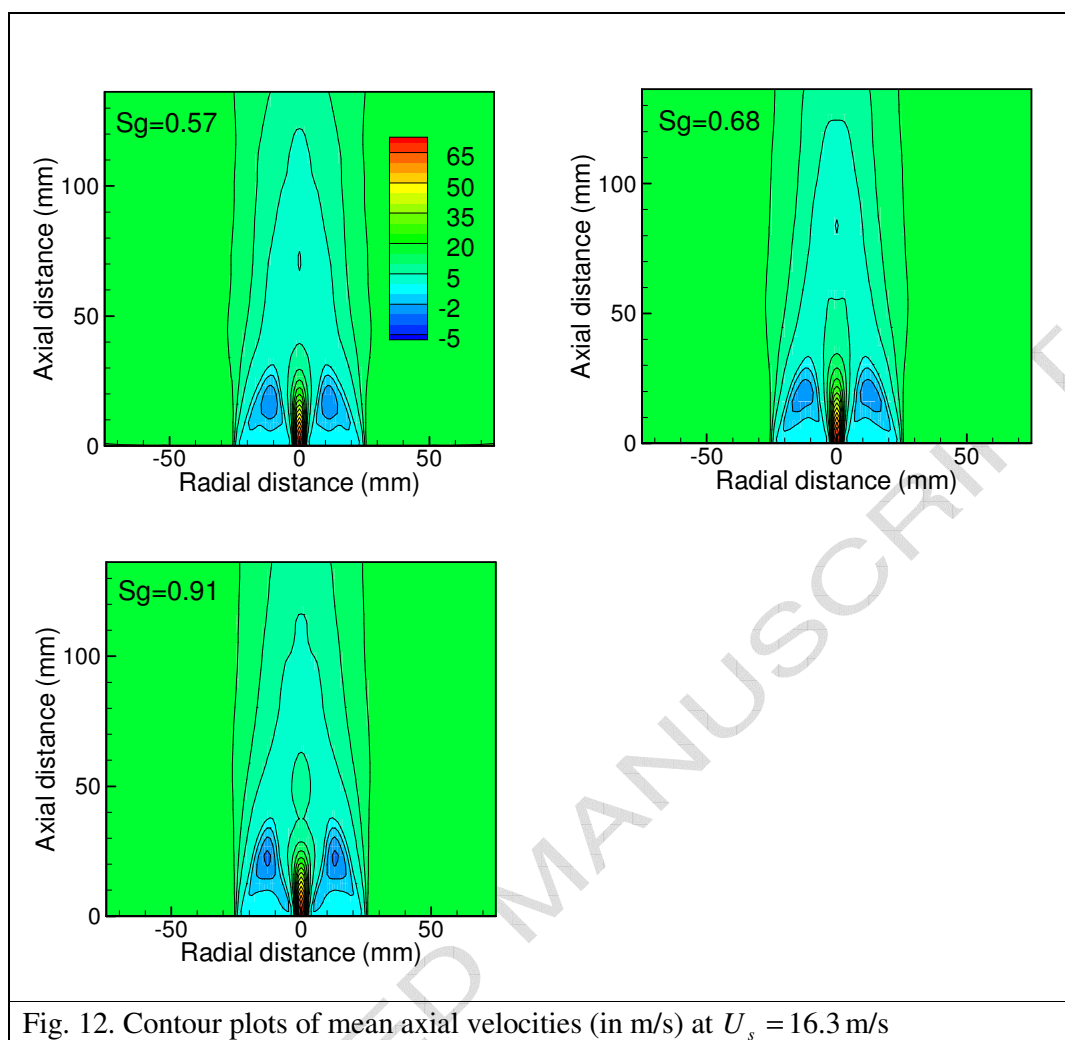 Sg=0.57
65
50
35
20
5
-2
-5
100
50
0
Axial distance (mm)
-50 0 50
Radial distance (mm)
Sg=0.68
100
50
0
Axial distance (mm)
-50 0 50
Radial distance (mm)
Sg=0.91
100
50
0
Axial distance (mm)
-50 0 50
Radial distance (mm)
ED MANUSCRIPT
Fig. 12. Contour plots of mean axial velocities (in m/s) at U_s = 16.3 m/s